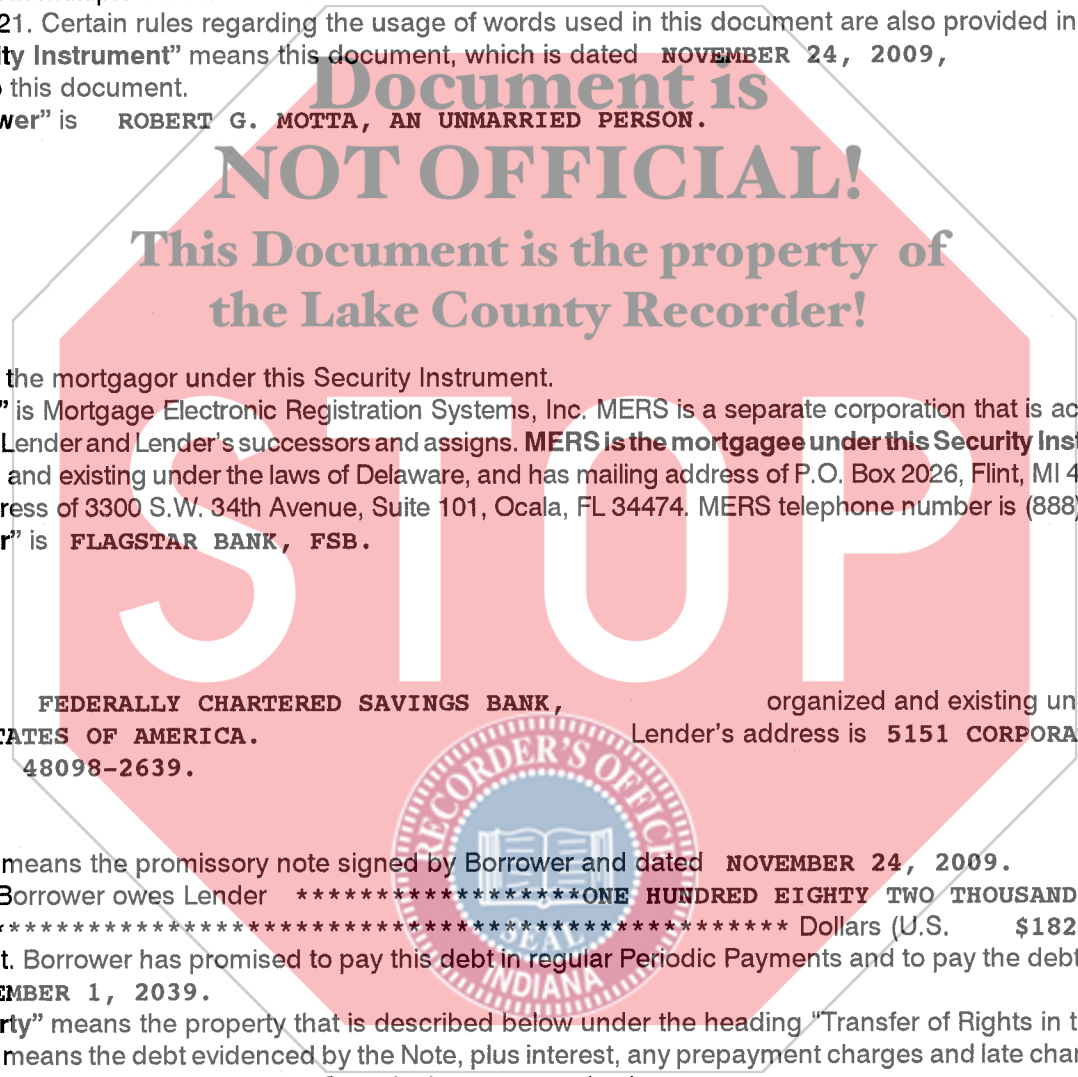 21. Certain rules regarding the usage of words used in this document are also provided in
ity Instrument” means this document, which is dated NOVEMBER 24, 2009,
this document.
Document is
wer” is ROBERT G. MOTTA, AN UNMARRIED PERSON.
NOT OFFICIAL!
This Document is the property of
the Lake County Recorder!
the mortgagor under this Security Instrument.
” is Mortgage Electronic Registration Systems, Inc. MERS is a separate corporation that is ac
Lender and Lender’s successors and assigns. MERS is the mortgagee under this Security Inst
and existing under the laws of Delaware, and has mailing address of P.O. Box 2026, Flint, MI 4
ress of 3300 S.W. 34th Avenue, Suite 101, Ocala, FL 34474. MERS telephone number is (888)
r” is FLAGSTAR BANK, FSB.
STOP
FEDERALLY CHARTERED SAVINGS BANK, organized and existing un
TATES OF AMERICA. Lender’s address is 5151 CORPORA
48098-2639.
RECORDER'S OFFICE
means the promissory note signed by Borrower and dated NOVEMBER 24, 2009.
Borrower owes Lender ******************ONE HUNDRED EIGHTY TWO THOUSAND
************************************************** Dollars (U.S. $182
SEAL
t. Borrower has promised to pay this debt in regular Periodic Payments and to pay the debt
INDIANA
EMBER 1, 2039.
rty” means the property that is described below under the heading “Transfer of Rights in t
means the debt evidenced by the Note, plus interest, any prepayment charges and late char